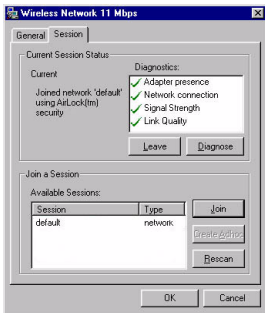 Wireless Network 11 Mbps
General Session
Current Session Status
Current
Joined network 'default'
using AirLock(tm)
security
Diagnostics:
Adapter presence
Network connection
Signal Strength
Link Quality
Leave Diagnose
Join a Session
Available Sessions:
Session Type
default network
Join
Create Adhoc
Rescan
OK Cancel